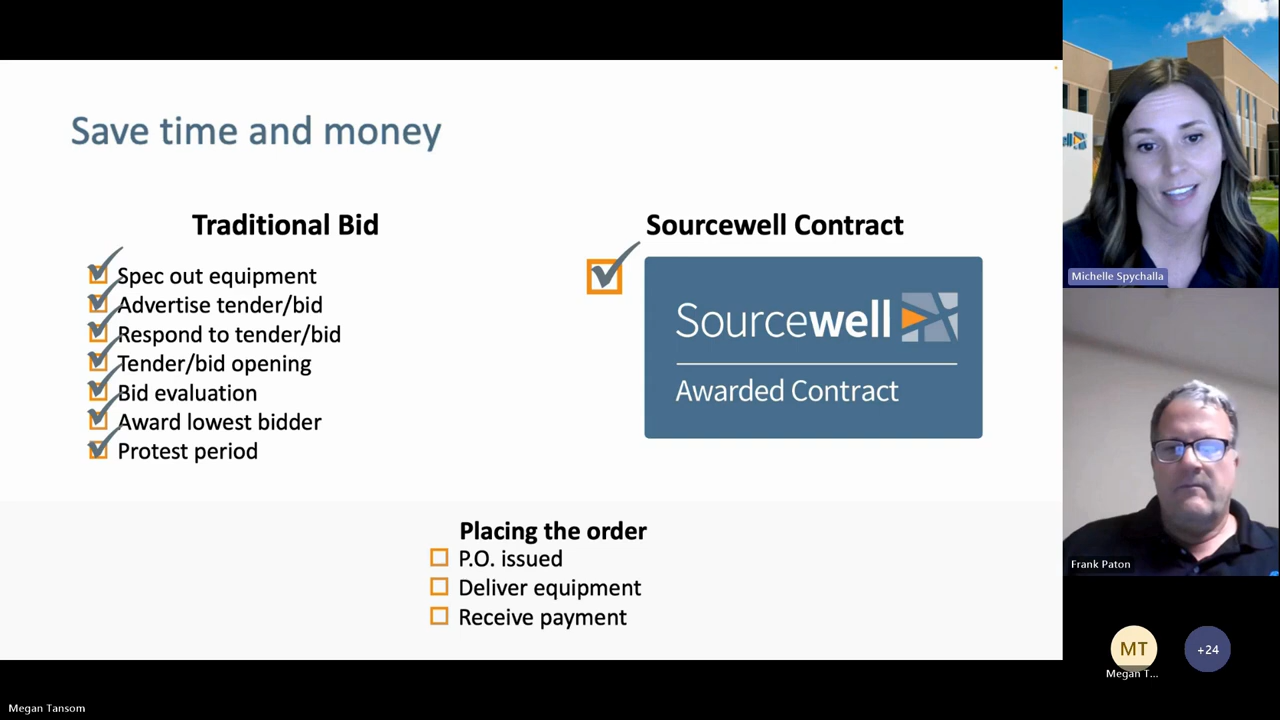 Save time and money
Traditional Bid
Spec out equipment
Advertise tender/bid
Respond to tender/bid
Tender/bid opening
Bid evaluation
Award lowest bidder
Protest period
Sourcewell Contract
Sourcewell
Awarded Contract
Placing the order
P.O. issued
Deliver equipment
Receive payment
ell
Michelle Spychalla
Frank Paton
MT
+24
Megan T...
Megan Tansom